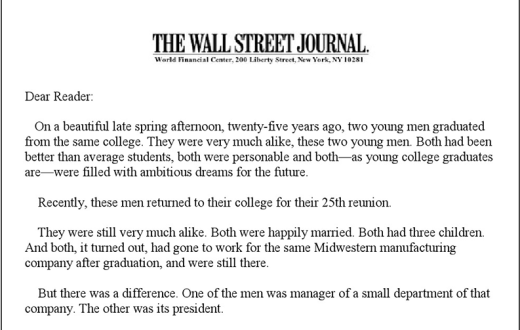 THE WALL STREET JOURNAL.
World Financial Center, 200 Liberty Street, New York, NY 10281
Dear Reader:
On a beautiful late spring afternoon, twenty-five years ago, two young men graduated
from the same college. They were very much alike, these two young men. Both had been
better than average students, both were personable and both—as young college graduates
are—were filled with ambitious dreams for the future.
Recently, these men returned to their college for their 25th reunion.
They were still very much alike. Both were happily married. Both had three children.
And both, it turned out, had gone to work for the same Midwestern manufacturing
company after graduation, and were still there.
But there was a difference. One of the men was manager of a small department of that
company. The other was its president.